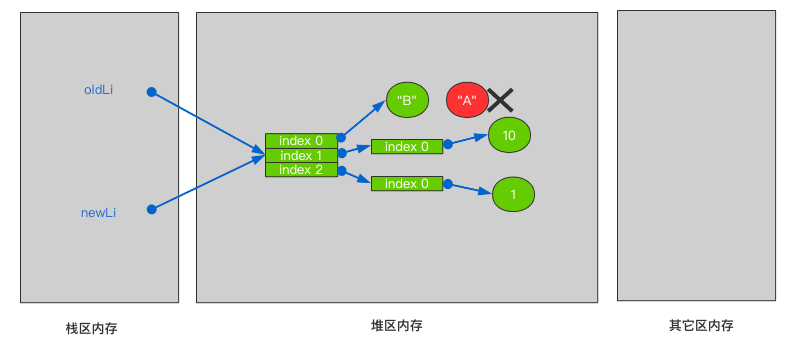 oldLi
newLi
index 0
index 1
index 2
"B"
"A"
index 0
10
index 0
1
栈区内存
堆区内存
其它区内存